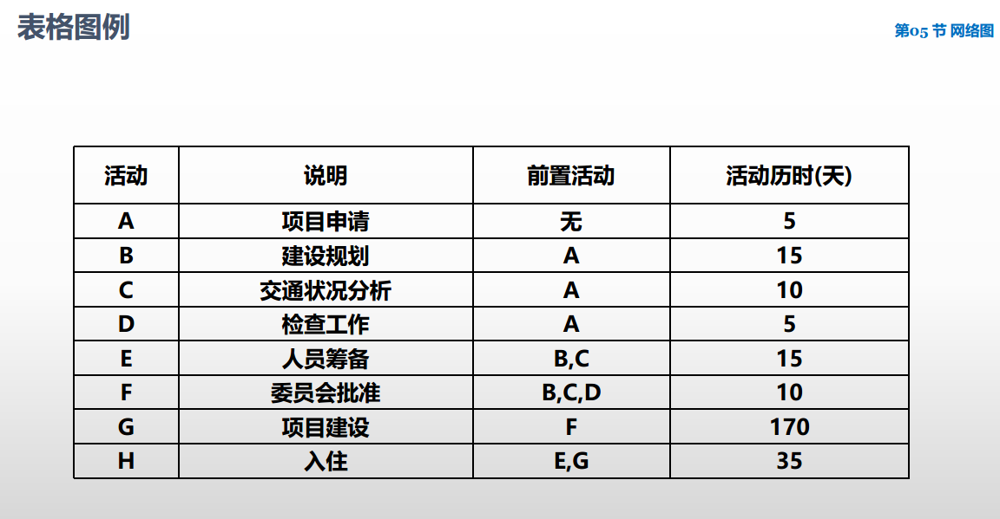 表格图例
第05 节 网络图
活动 说明 前置活动 活动历时(天)
A 项目申请 无 5
B 建设规划 A 15
C 交通状况分析 A 10
D 检查工作 A 5
E 人员筹备 B,C 15
F 委员会批准 B,C,D 10
G 项目建设 F 170
H 入住 E,G 35